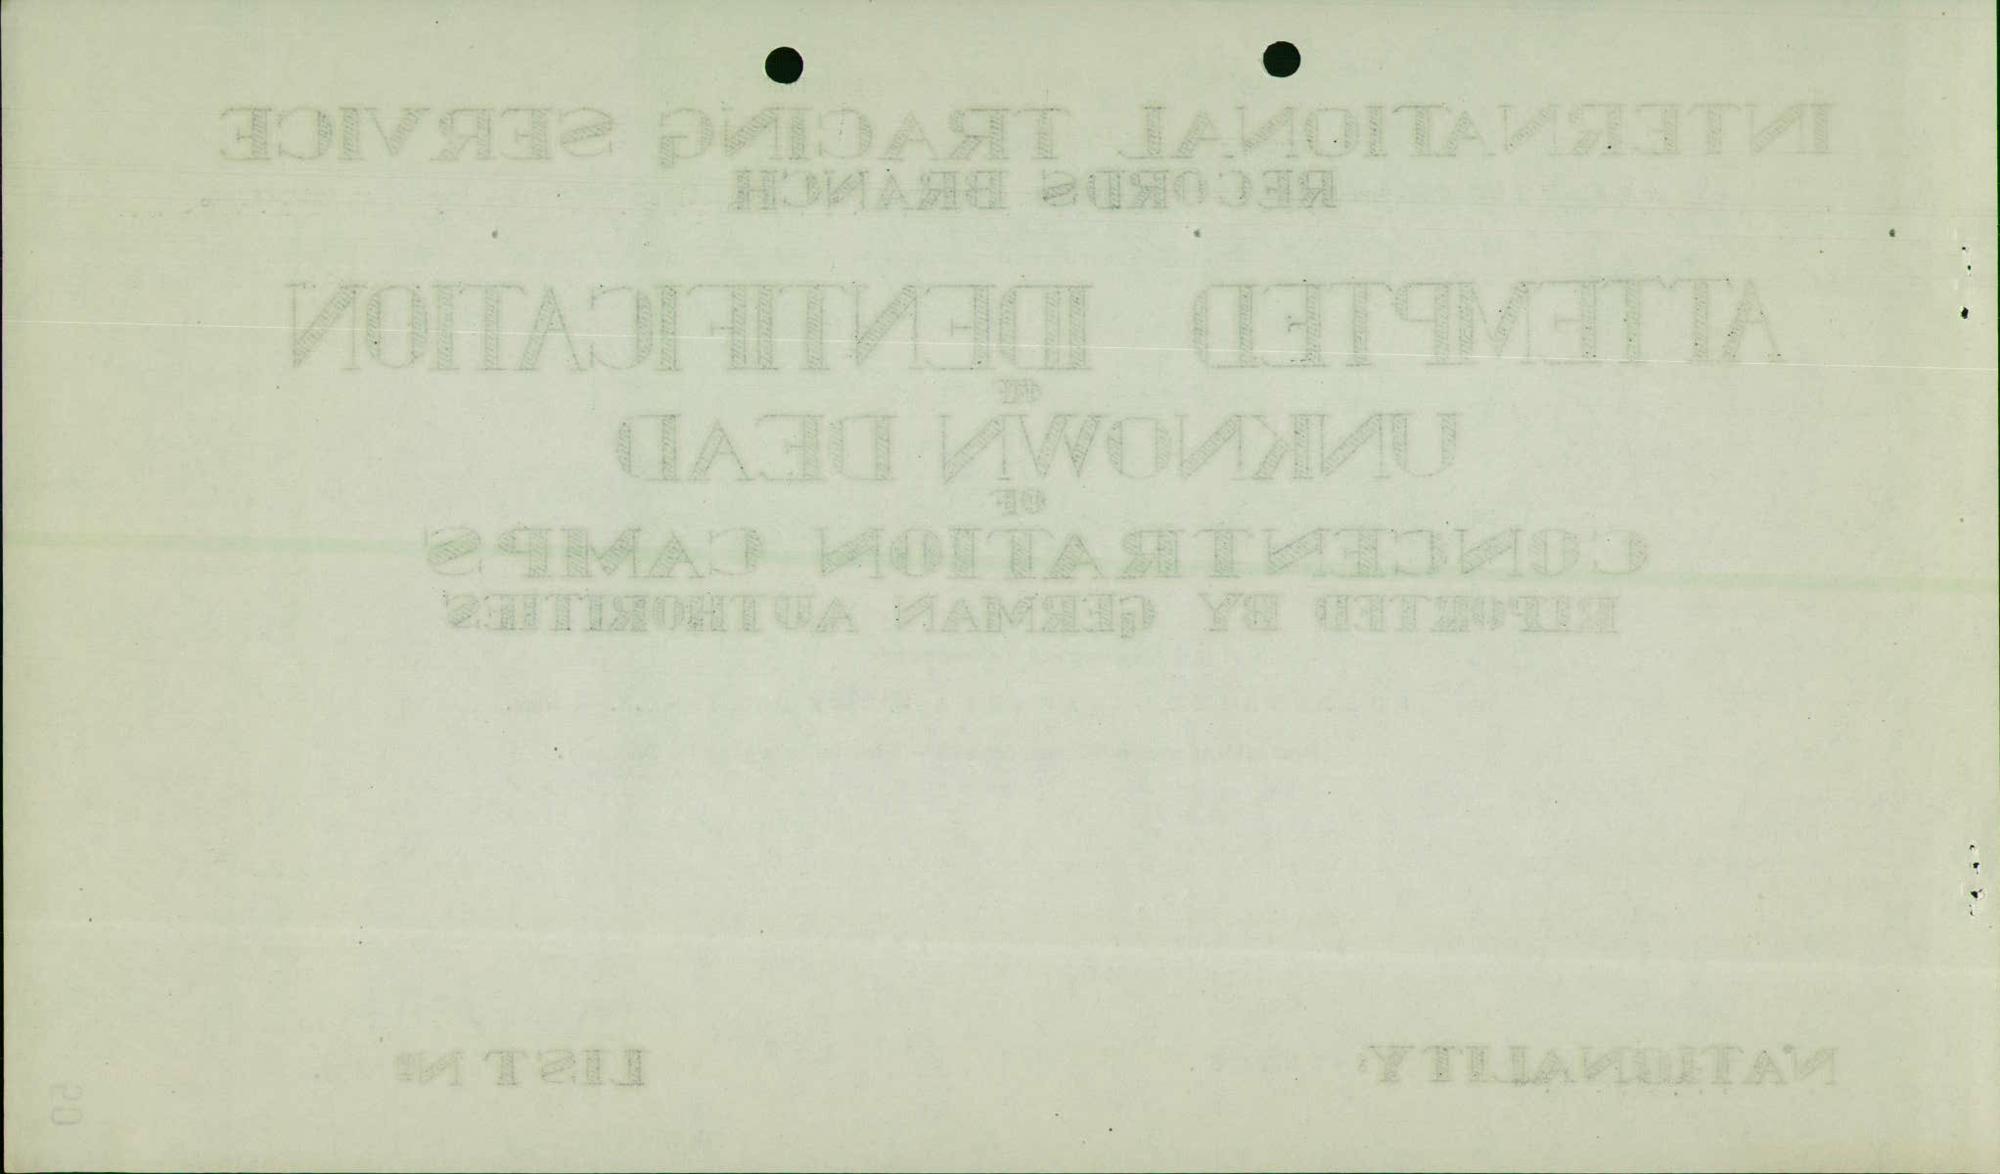 INTERNATIONAL TRACING SERVICE
RECORDS BRANCH
ATTEMPTED IDENTIFICATION
OF
UNKNOWN DEAD
OF
CONCENTRATION CAMPS
REPORTED BY GERMAN AUTHORITIES
NATIONALITY: LIST Nº
50